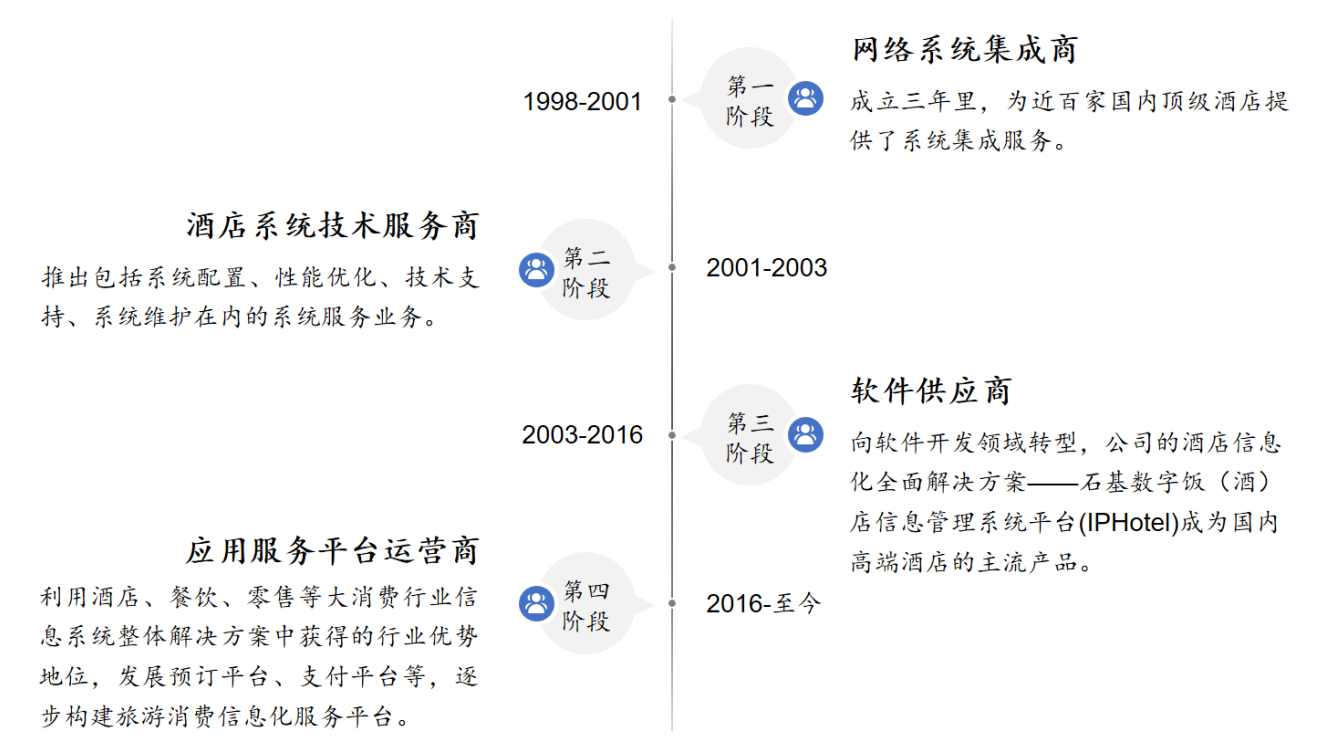 1998-2001
第一
阶段
网络系统集成商
成立三年里，为近百家国内顶级酒店提
供了系统集成服务。
酒店系统技术服务商
推出包括系统配置、性能优化、技术支
持、系统维护在内的系统服务业务。
第二
阶段
2001-2003
2003-2016
第三
阶段
软件供应商
向软件开发领域转型，公司的酒店信息
化全面解决方案——石基数字饭（酒）
店信息管理系统平台(IPHotel)成为国内
高端酒店的主流产品。
应用服务平台运营商
利用酒店、餐饮、零售等大消费行业信
息系统整体解决方案中获得的行业优势
地位，发展预订平台、支付平台等，逐
步构建旅游消费信息化服务平台。
第四
阶段
2016-至今